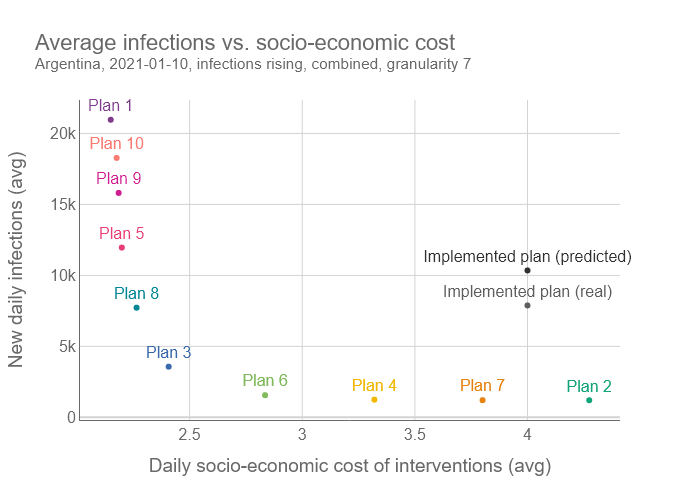 Average infections vs. socio-economic cost
Argentina, 2021-01-10, infections rising, combined, granularity 7
Plan 1
20k
Plan 10
Plan 9
15k
Plan 5
Implemented plan (predicted)
10k
Plan 8
Implemented plan (real)
5k
Plan 3
Plan 6
Plan 4
Plan 7
Plan 2
0
2.5
3
3.5
4
New daily infections (avg)
Daily socio-economic cost of interventions (avg)